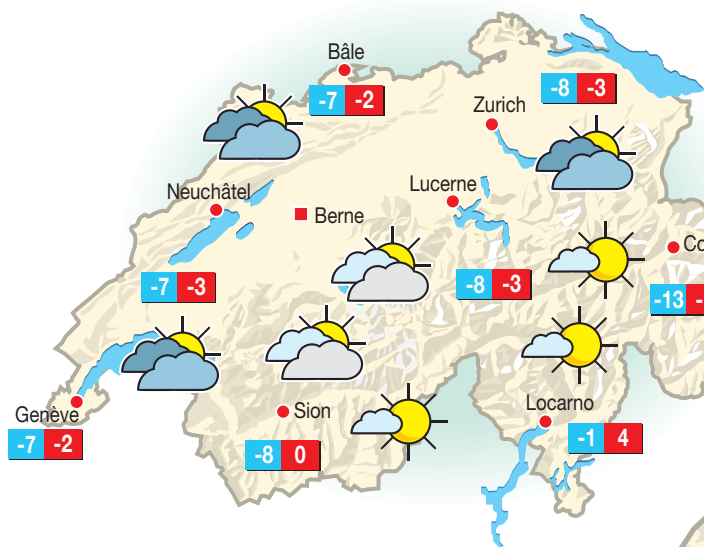 Bâle
-7 -2
-8 -3
Zurich
Neuchâtel
Lucerne
Berne
Co
-7 -3
-8 -3
-13 -
Genève
-7 -2
Sion
-8 0
Locarno
-1 4